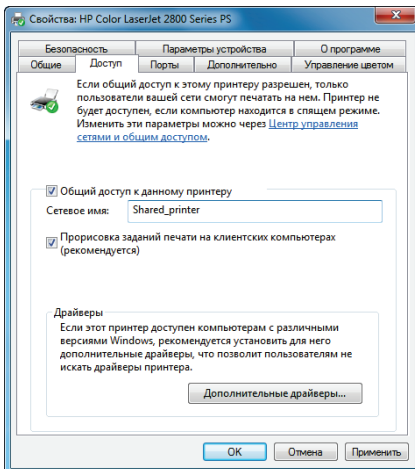 Свойства: HP Color LaserJet 2800 Series PS
Безопасность Параметры устройства О программе
Общие Доступ Порты Дополнительно Управление цветом
Если общий доступ к этому принтеру разрешен, только
пользователи вашей сети смогут печатать на нем. Принтер не
будет доступен, если компьютер находится в спящем режиме.
Изменить эти параметры можно через Центр управления
сетями и общим доступом.
Общий доступ к данному принтеру
Сетевое имя: Shared_printer
Прорисовка заданий печати на клиентских компьютерах
(рекомендуется)
Драйверы
Если этот принтер доступен компьютерам с различными
версиями Windows, рекомендуется установить для него
дополнительные драйверы, что позволит пользователям не
искать драйверы принтера.
Дополнительные драйверы...
OK Отмена Применить